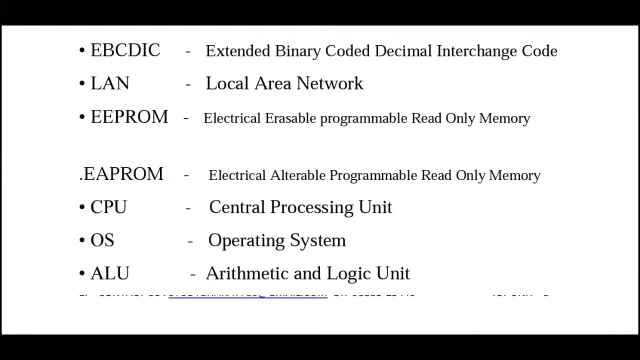 • EBCDIC - Extended Binary Coded Decimal Interchange Code
• LAN - Local Area Network
• EEPROM - Electrical Erasable programmable Read Only Memory
.EAPROM - Electrical Alterable Programmable Read Only Memory
• CPU - Central Processing Unit
• OS - Operating System
• ALU - Arithmetic and Logic Unit